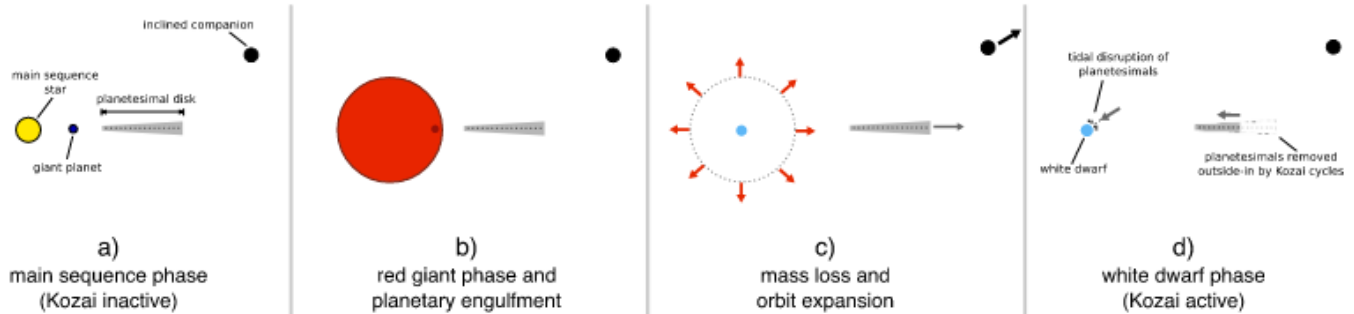 inclined companion
main sequence
star
planetesimal disk
giant planet
a)
main sequence phase
(Kozai inactive)
b)
red giant phase and
planetary engulfment
c)
mass loss and
orbit expansion
tidal disruption of
planetesimals
white dwarf
planetesimals removed
outside-in by Kozai cycles
d)
white dwarf phase
(Kozai active)